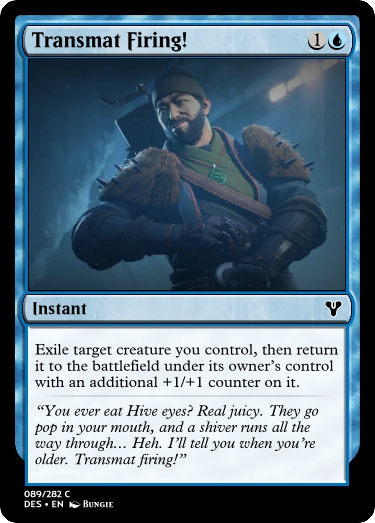 Transmat Firing!
1
Instant
Exile target creature you control, then return
it to the battlefield under its owner’s control
with an additional +1/+1 counter on it.
“You ever eat Hive eyes? Real juicy. They go
pop in your mouth, and a shiver runs all the
way through… Heh. I’ll tell you when you’re
older. Transmat firing!”
089/282 C
DES • EN Bungie